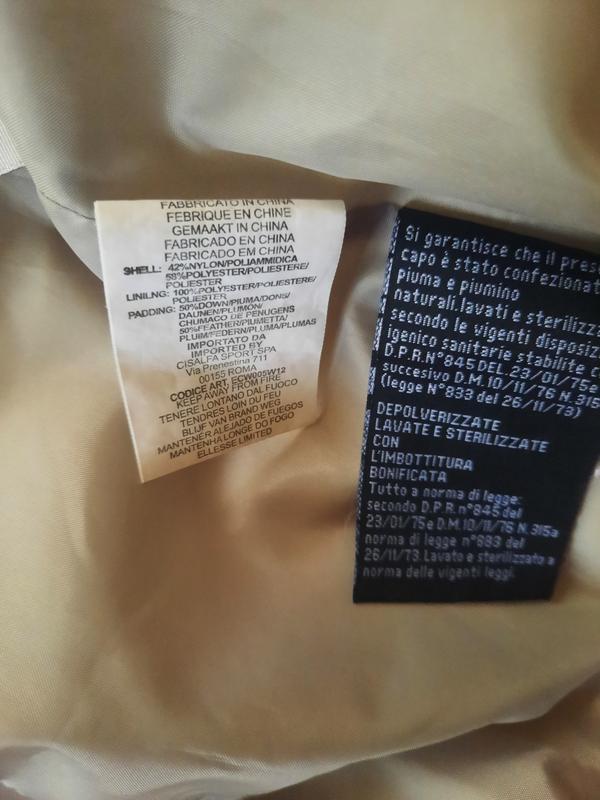 FABBRICATO IN CHINA
FEBRIQUE EN CHINE
GEMAAKT IN CHINA
FABRICADO EN CHINA
FABRICADO EM CHINA
SHELL: 42%NYLON/POLIAMMIDICA
58%POLYESTER/POLIESTERE/
POLIESTER
LINILNG: 100%POLYESTER/POLIESTERE/
POLIESTER
PADDING: 50%DOWN/PIUMA/DONS/
DAUNEN/PLUMÓN/
CHUMACO DE PENUGENS
50%FEATHER/PIUMETTA/
PLUIM/FEDERN/PLUMA/PLUMAS
IMPORTATO DA
IMPORTED BY
CISALFA SPORT SPA
Via Prenestina 711
00155 ROMA
CODICE ART. ECW005W12
KEEP AWAY FROM FIRE
TENERE LONTANO DAL FUOCO
TENDRES LOIN DU FEU
BLIJF VAN BRAND WEG
MANTENER ALEJADO DE FUEGOS
MANTENHA LONGE DO FOGO
ELLESSE LIMITED
Si garantisce che il pres
capo è stato confezionat
piuma e piumino
naturali lavati e sterilizza
secondo le vigenti disposiz
igenico sanitarie stabilite c
D.P.R.N°845 DEL.23/01/75e
succesivo D.M.10/11/76 N.315
(legge N°833 del 26/11/73)
DEPOLVERIZZATE
LAVATE E STERILIZZATE
CON
L'IMBOTTITURA
BONIFICATA
Tutto a norma di legge:
secondo D.P.R.n°845 del
23/01/75e D.M.10/11/76 N.315a
norma di legge n°883 del
26/11/73.Lavato e sterilizzato a
norma delle vigenti leggi.